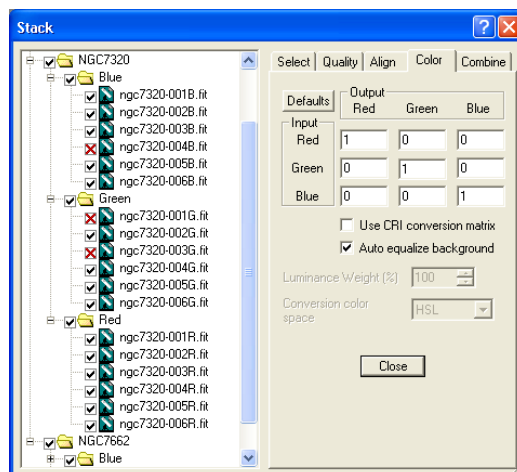 Stack
NGC7320
Blue
ngc7320-001B.fit
ngc7320-002B.fit
ngc7320-003B.fit
ngc7320-004B.fit
ngc7320-005B.fit
ngc7320-006B.fit
Green
ngc7320-001G.fit
ngc7320-002G.fit
ngc7320-003G.fit
ngc7320-004G.fit
ngc7320-005G.fit
ngc7320-006G.fit
Red
ngc7320-001R.fit
ngc7320-002R.fit
ngc7320-003R.fit
ngc7320-004R.fit
ngc7320-005R.fit
ngc7320-006R.fit
NGC7662
Blue
Select Quality Align Color Combine
Defaults
Output
Red Green Blue
Input
Red 1 0 0
Green 0 1 0
Blue 0 0 1
Use CRI conversion matrix
Auto equalize background
Luminance Weight (%) 100
Conversion color
space
HSL
Close